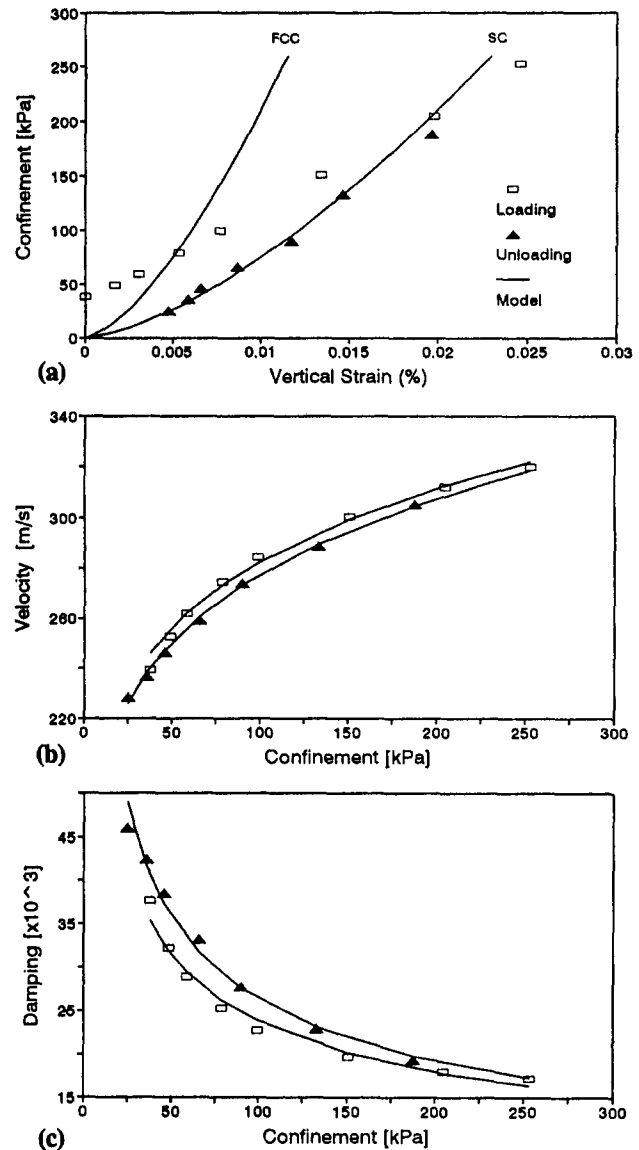 300
250
200
150
100
50
0
Confinement [kPa]
FCC
SC
Loading
Unloading
Model
0
0.005
0.01
0.015
0.02
0.025
0.03
(a)
Vertical Strain (%)
340
300
260
220
Velocity [m/s]
0
50
100
150
200
250
300
(b)
Confinement [kPa]
45
35
25
15
Damping [x10^3]
0
50
100
150
200
250
300
(c)
Confinement [kPa]